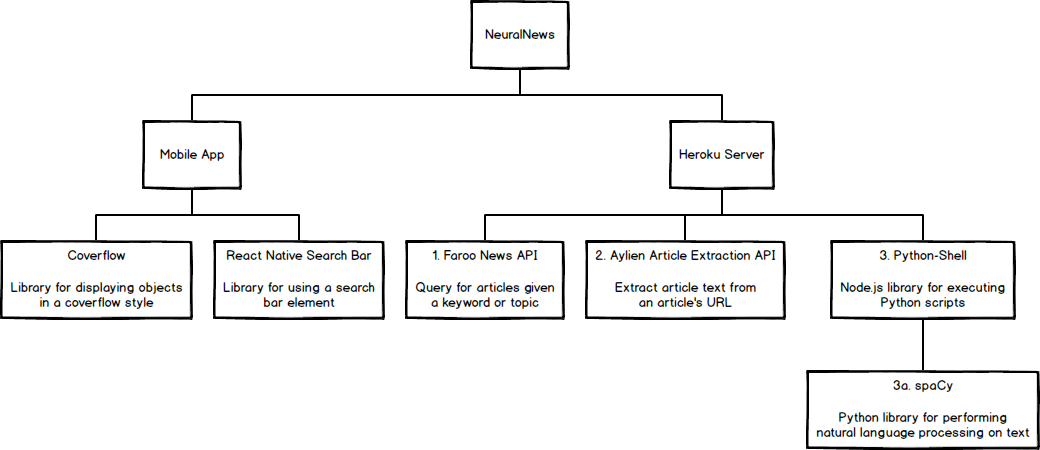 NeuralNews
Mobile App
Heroku Server
Coverflow
Library for displaying objects
in a coverflow style
React Native Search Bar
Library for using a search
bar element
1. Faroo News API
Query for articles given
a keyword or topic
2. Aylien Article Extraction API
Extract article text from
an article's URL
3. Python-Shell
Node.js library for executing
Python scripts
3a. spaCy
Python library for performing
natural language processing on text